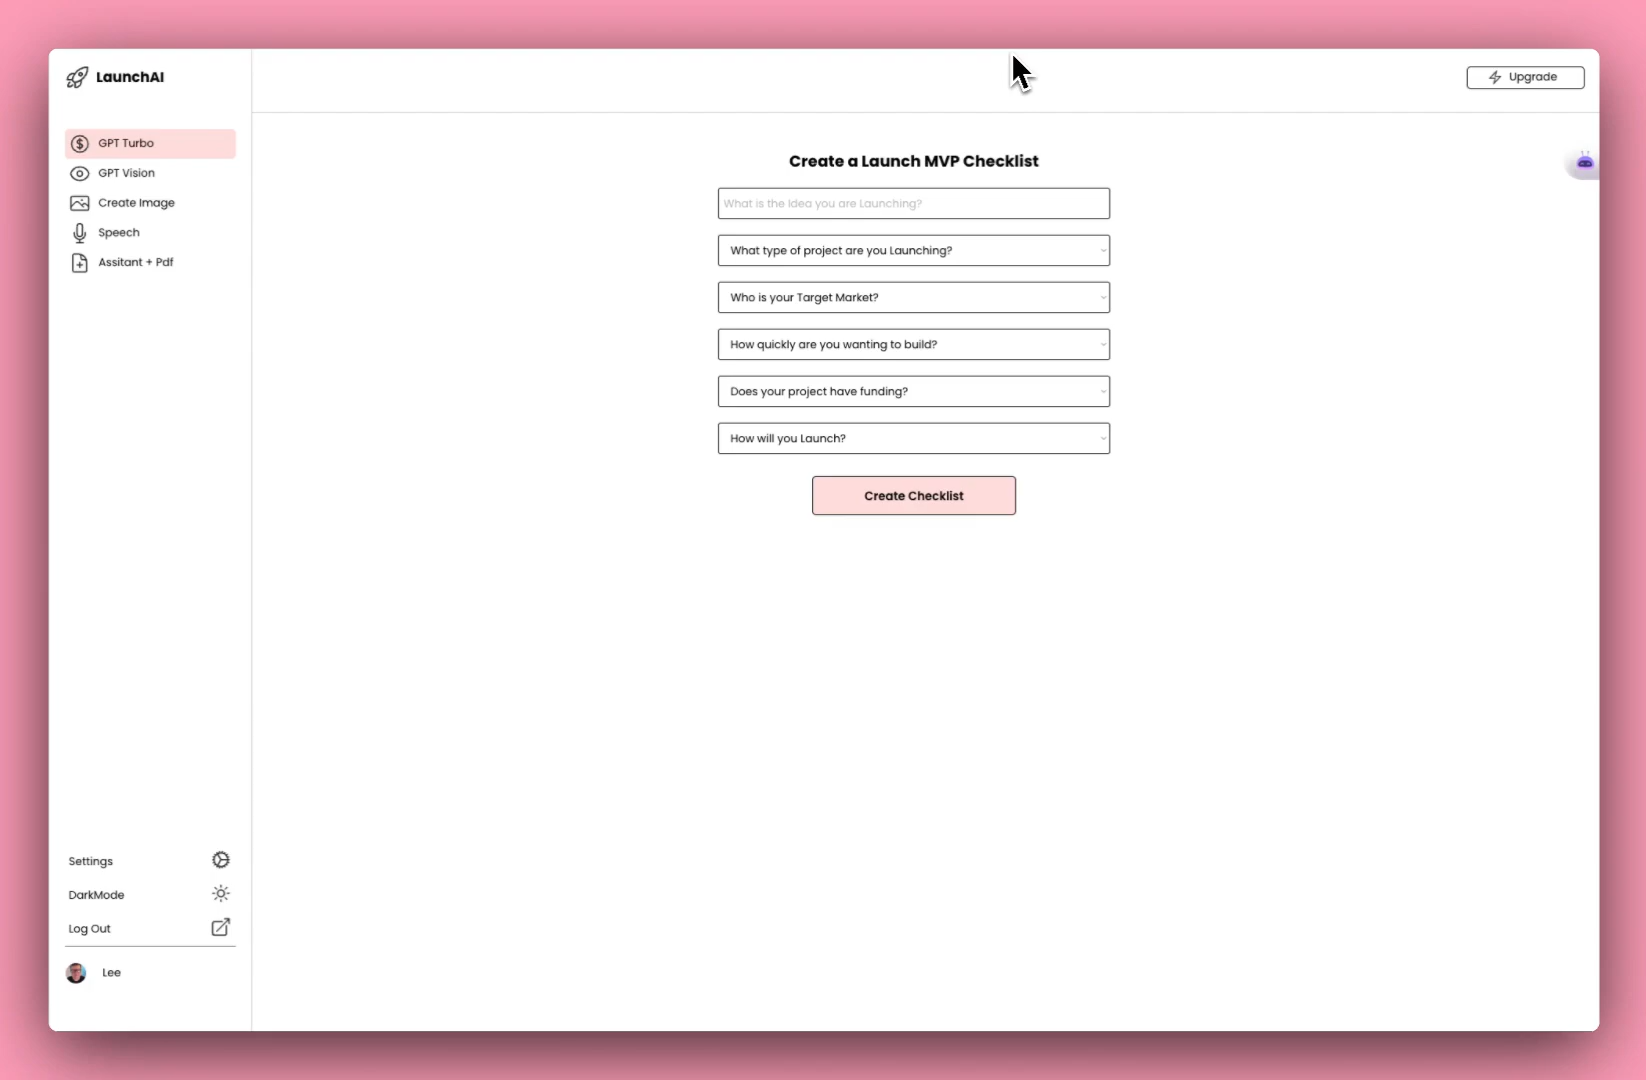 LaunchAI
Upgrade
GPT Turbo
GPT Vision
Create Image
Speech
Assitant + Pdf
Create a Launch MVP Checklist
What is the Idea you are Launching?
What type of project are you Launching?
Who is your Target Market?
How quickly are you wanting to build?
Does your project have funding?
How will you Launch?
Create Checklist
Settings
DarkMode
Log Out
Lee